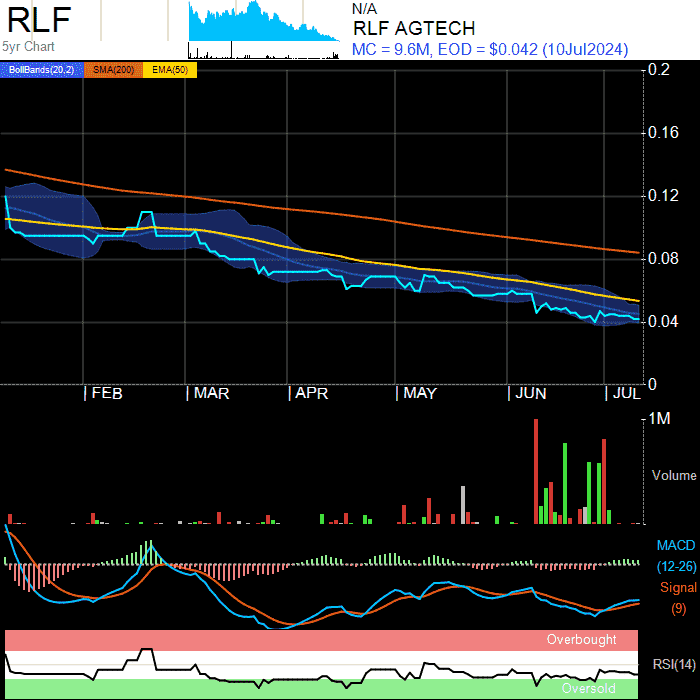 RLF
5yr Chart
N/A
RLF AGTECH
MC = 9.6M, EOD = $0.042 (10Jul2024)
BollBands(20,2) SMA(200) EMA(50)
0.2
0.16
0.12
0.08
0.04
0
FEB MAR APR MAY JUN JUL
1M
Volume
MACD
(12-26)
Signal
(9)
Overbought
RSI(14)
Oversold